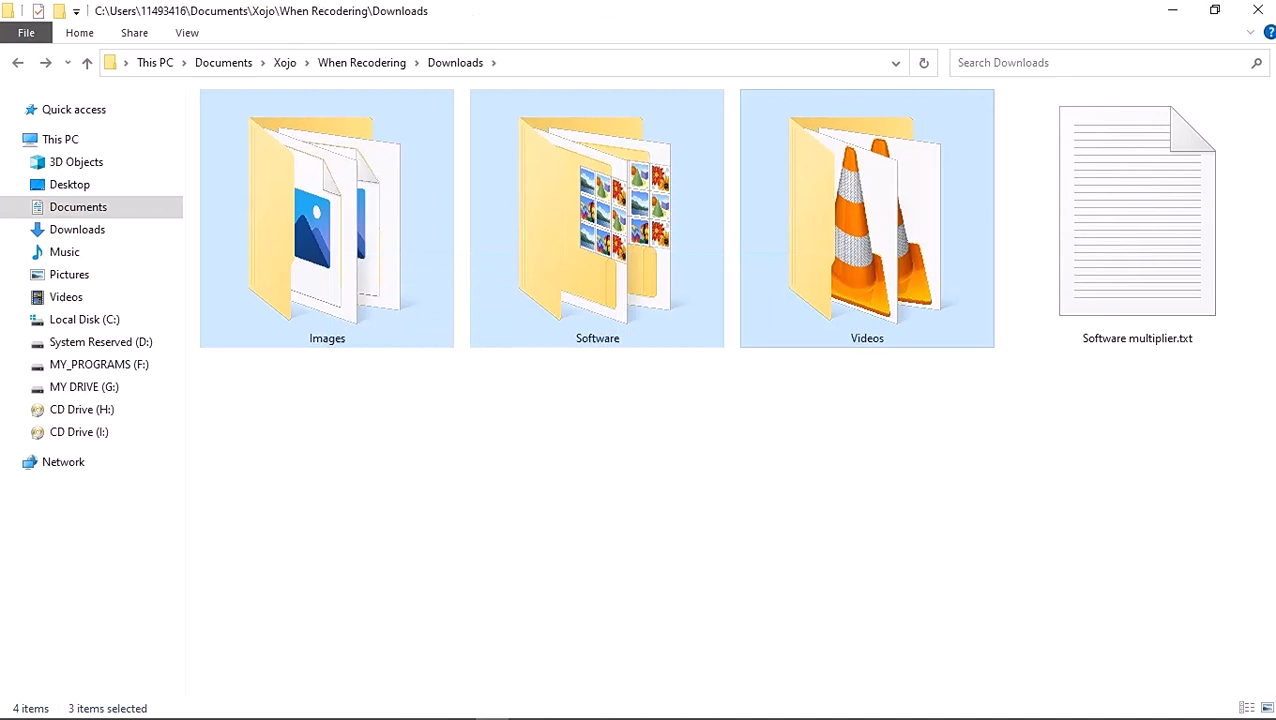 C:\Users\11493416\Documents\Xojo\When Recodering\Downloads
File Home Share View
This PC Documents Xojo When Recodering Downloads
Search Downloads
Quick access
This PC
3D Objects
Desktop
Documents
Downloads
Music
Pictures
Videos
Local Disk (C:)
System Reserved (D:)
MY_PROGRAMS (F:)
MY DRIVE (G:)
CD Drive (H:)
CD Drive (I:)
Network
Images
Software
Videos
Software multiplier.txt
4 items 3 items selected